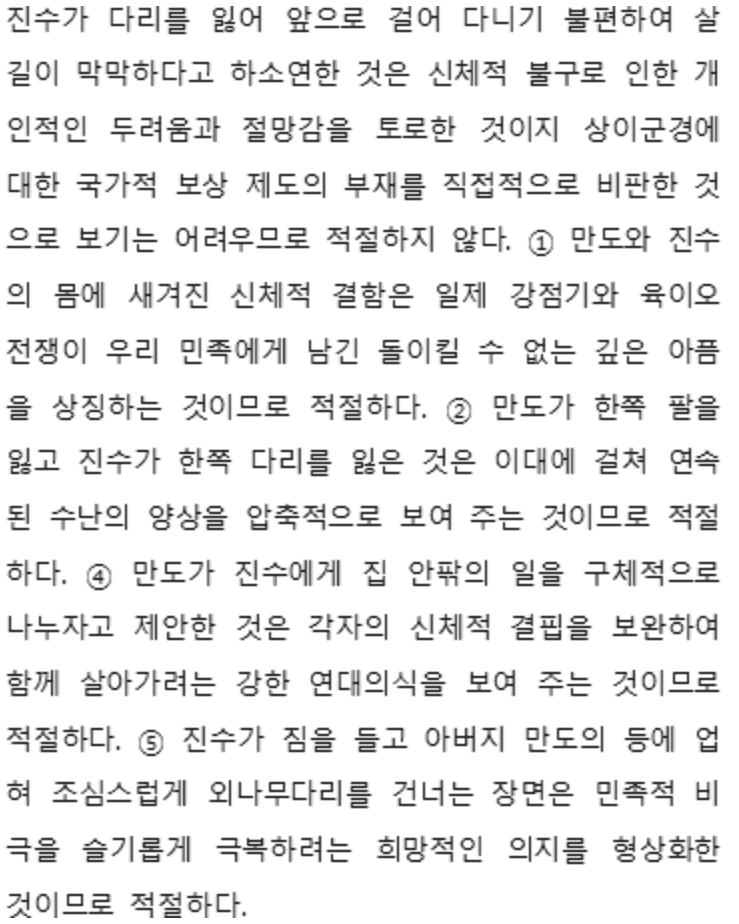 진수가 다리를 잃어 앞으로 걸어 다니기 불편하여 살
길이 막막하다고 하소연한 것은 신체적 불구로 인한 개
인적인 두려움과 절망감을 토로한 것이지 상이군경에
대한 국가적 보상 제도의 부재를 직접적으로 비판한 것
으로 보기는 어려우므로 적절하지 않다. ① 만도와 진수
의 몸에 새겨진 신체적 결함은 일제 강점기와 육이오
전쟁이 우리 민족에게 남긴 돌이킬 수 없는 깊은 아픔
을 상징하는 것이므로 적절하다. ② 만도가 한쪽 팔을
잃고 진수가 한쪽 다리를 잃은 것은 이대에 걸쳐 연속
된 수난의 양상을 압축적으로 보여 주는 것이므로 적절
하다. ④ 만도가 진수에게 집 안팎의 일을 구체적으로
나누자고 제안한 것은 각자의 신체적 결핍을 보완하여
함께 살아가려는 강한 연대의식을 보여 주는 것이므로
적절하다. ⑤ 진수가 짐을 들고 아버지 만도의 등에 업
혀 조심스럽게 외나무다리를 건너는 장면은 민족적 비
극을 슬기롭게 극복하려는 희망적인 의지를 형상화한
것이므로 적절하다.